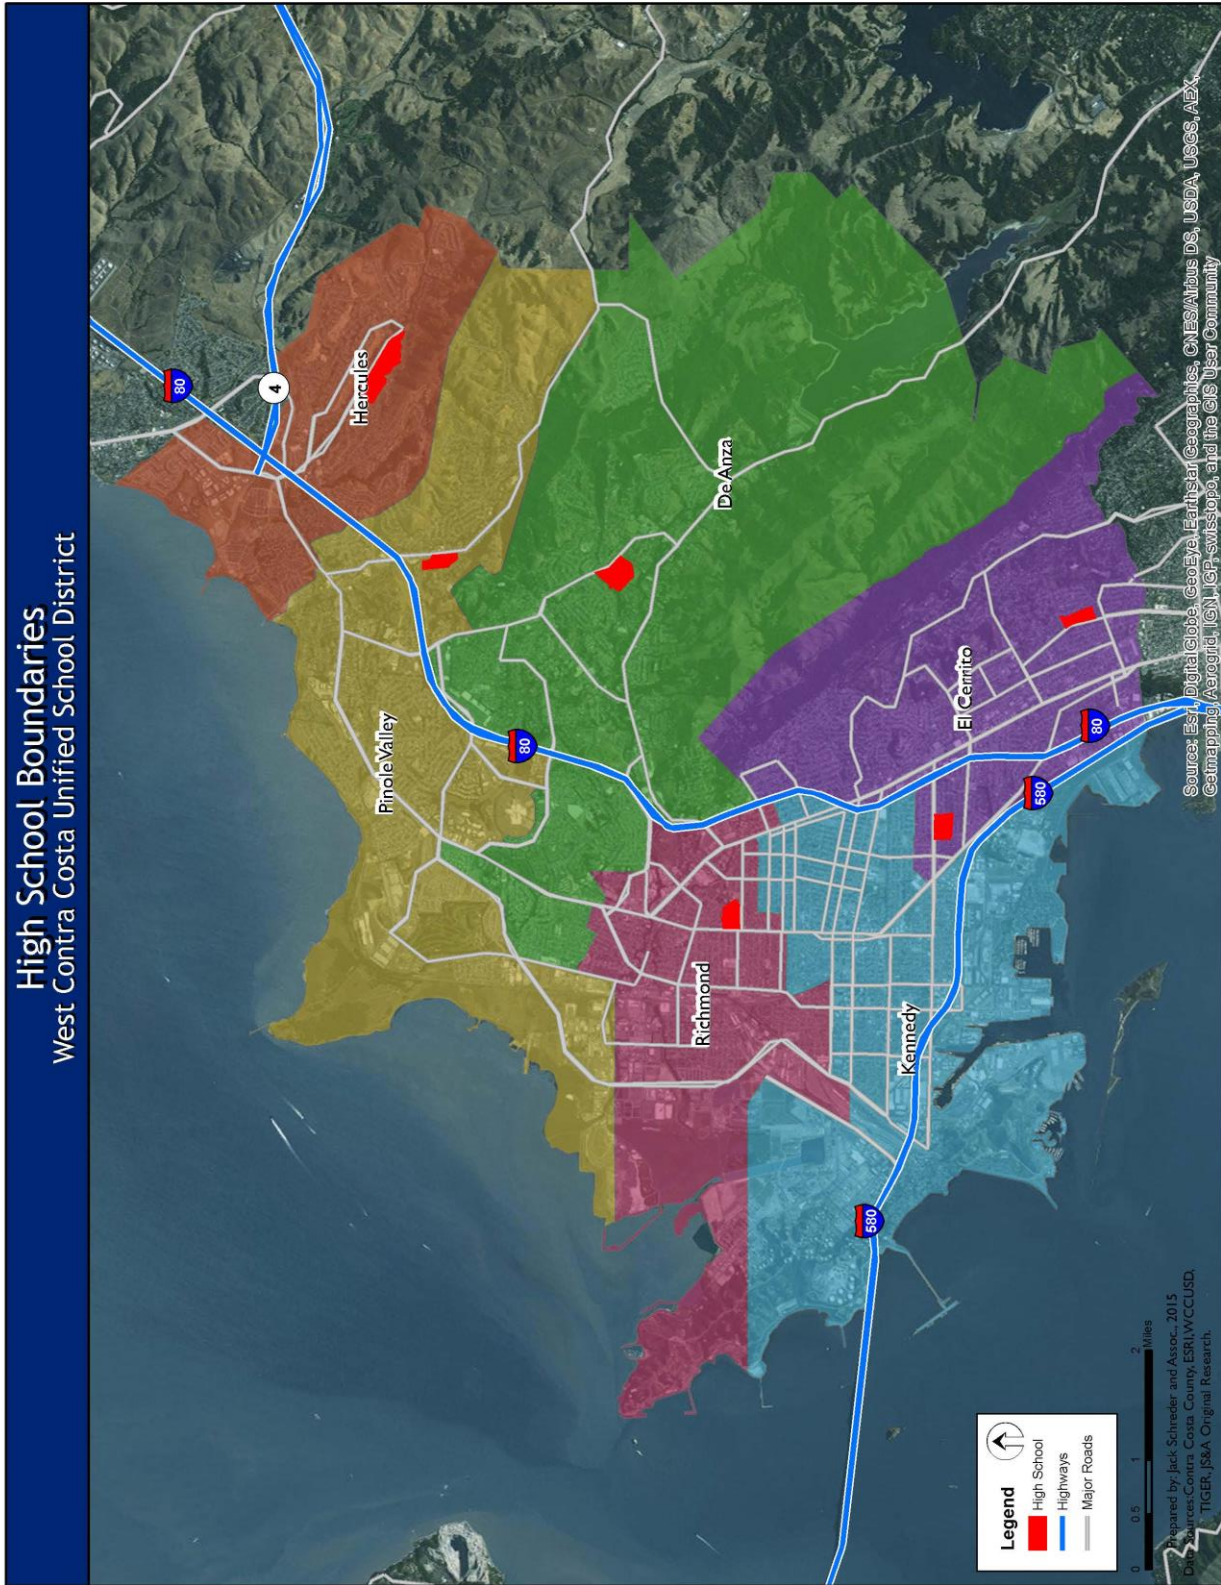 High School Boundaries
West Contra Costa Unified School District
80
4
Hercules
Pinole Valley
80
De Anza
Richmond
El Cerrito
Kennedy
580
80
580
Legend
High School
Highways
Major Roads
0 0.5 1 2
Miles
Prepared by: Jack Schreder and Assoc., 2015
Data Sources: Contra Costa County, ESRI, WCCUSD,
TIGER, JS&A Original Research.
Source: Esri, DigitalGlobe, GeoEye, Earthstar Geographics, CNES/Airbus DS, USDA, USGS, AEX,
Getmapping, Aerogrid, IGN, IGP, swisstopo, and the GIS User Community